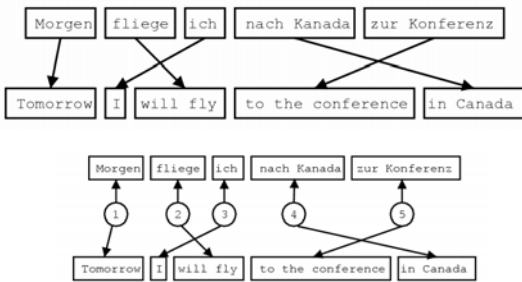 Morgen fliege ich nach Kanada zur Konferenz
Tomorrow I will fly to the conference in Canada
Morgen fliege ich nach Kanada zur Konferenz
1 2 3 4 5
Tomorrow I will fly to the conference in Canada